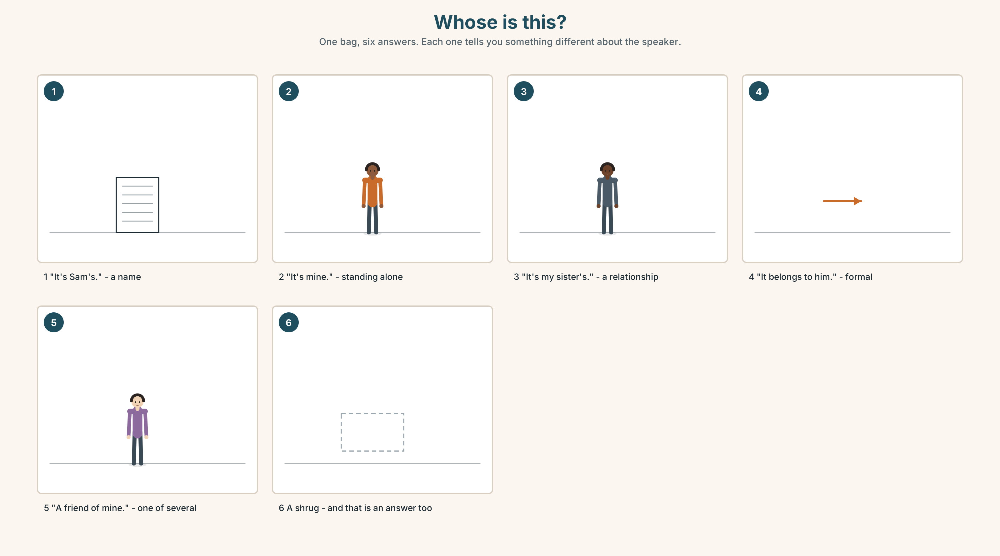 Whose is this?
One bag, six answers. Each one tells you something different about the speaker.
1
2
3
4
1 "It's Sam's." - a name
2 "It's mine." - standing alone
3 "It's my sister's." - a relationship
4 "It belongs to him." - formal
5
6
5 "A friend of mine." - one of several
6 A shrug - and that is an answer too